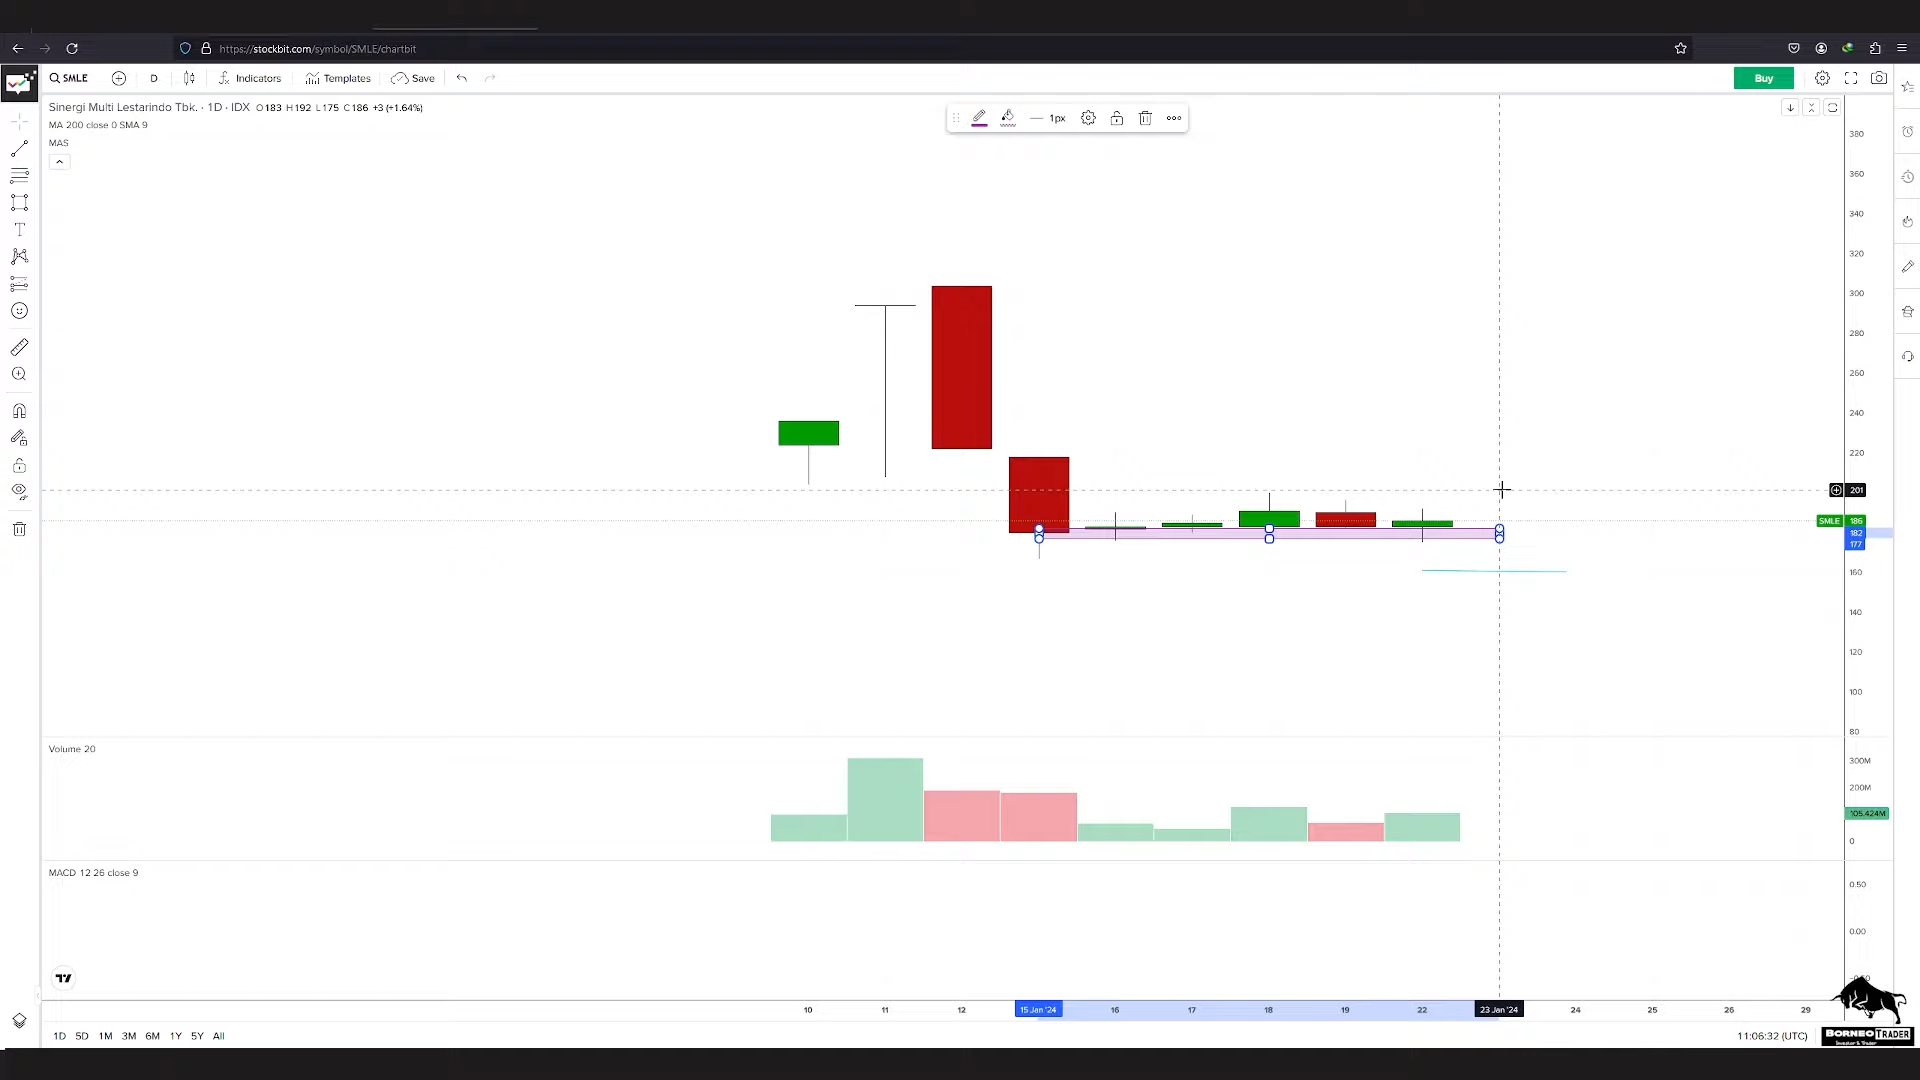 https://stockbit.com/symbol/SMLE/chartbit
SMLE D Indicators Templates Save Buy
Sinergi Multi Lestarindo Tbk. · 1D · IDX O183 H192 L175 C186 +3 (+1.64%)
MA 200 close 0 SMA 9
1px
MAS
380
360
340
320
300
280
260
240
220
201
SMLE 186
182
177
160
140
120
100
80
Volume 20
300M
200M
105.424M
0
MACD 12 26 close 9
0.50
0.00
10 11 12 15 Jan '24 16 17 18 19 22 23 Jan '24 24 25 26 29
1D 5D 1M 3M 6M 1Y 5Y All 11:06:32 (UTC)
BORNEO TRADER
Investor & Trader